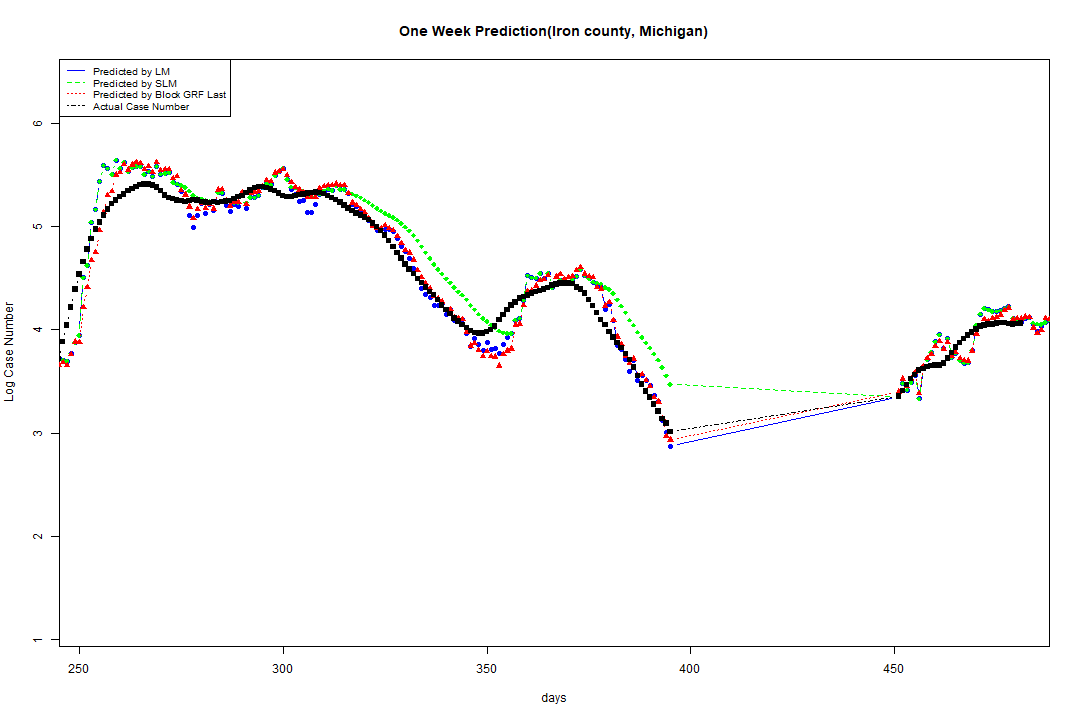 One Week Prediction(Iron county, Michigan)
Predicted by LM
Predicted by SLM
Predicted by Block GRF Last
Actual Case Number
6
5
4
3
2
1
Log Case Number
250 300 350 400 450
days